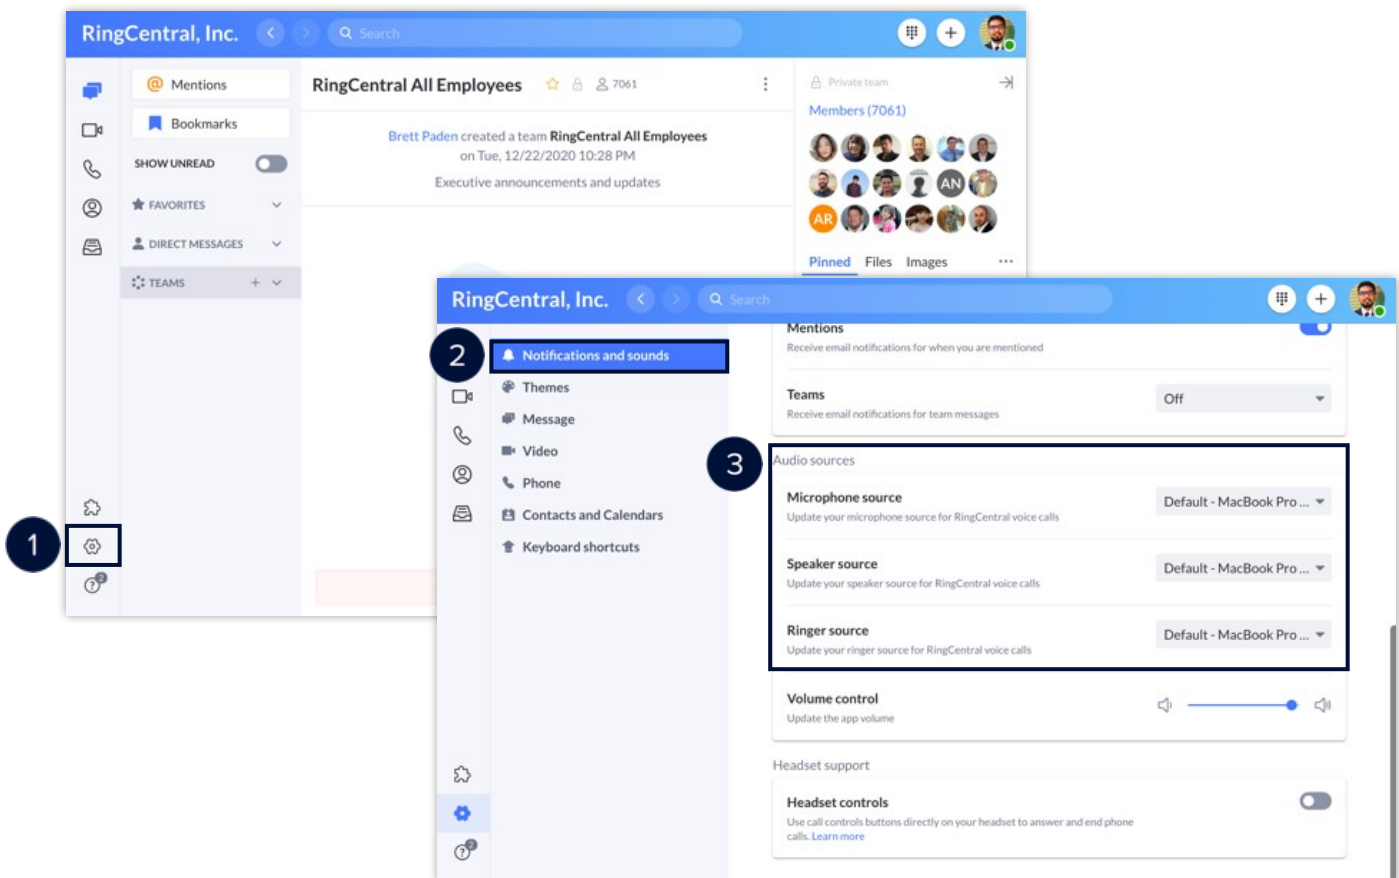 RingCentral, Inc.
Search
Mentions
Bookmarks
SHOW UNREAD
FAVORITES
DIRECT MESSAGES
TEAMS
RingCentral All Employees
7061
Brett Paden created a team RingCentral All Employees
on Tue, 12/22/2020 10:28 PM
Executive announcements and updates
Private team
Members (7061)
AN
AR
Pinned Files Images
1
2
RingCentral, Inc.
Search
2
Notifications and sounds
Themes
Message
Video
Phone
Contacts and Calendars
Keyboard shortcuts
2
Mentions
Receive email notifications for when you are mentioned
Teams
Receive email notifications for team messages
Off
3
Audio sources
Microphone source
Update your microphone source for RingCentral voice calls
Default - MacBook Pro ...
Speaker source
Update your speaker source for RingCentral voice calls
Default - MacBook Pro ...
Ringer source
Update your ringer source for RingCentral voice calls
Default - MacBook Pro ...
Volume control
Update the app volume
Headset support
Headset controls
Use call controls buttons directly on your headset to answer and end phone
calls. Learn more